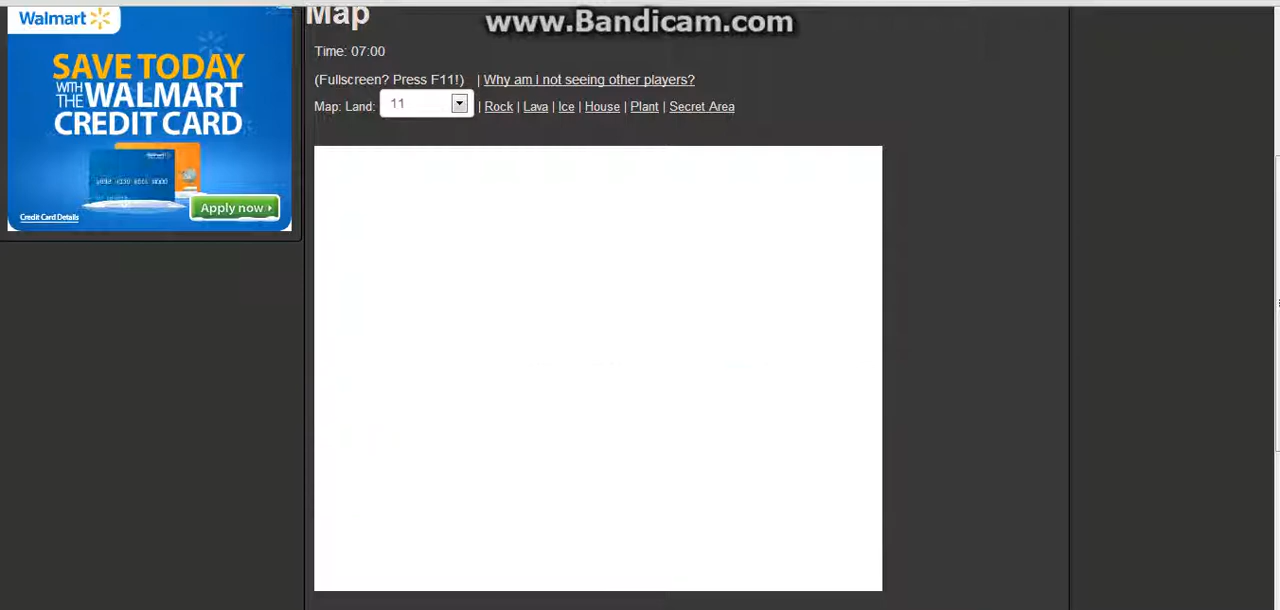 Walmart
SAVE TODAY
WITH THE WALMART
CREDIT CARD
Credit Card Details
Apply now
Map
www.Bandicam.com
Time: 07:00
(Fullscreen? Press F11!) | Why am I not seeing other players?
Map: Land: 11 | Rock | Lava | Ice | House | Plant | Secret Area